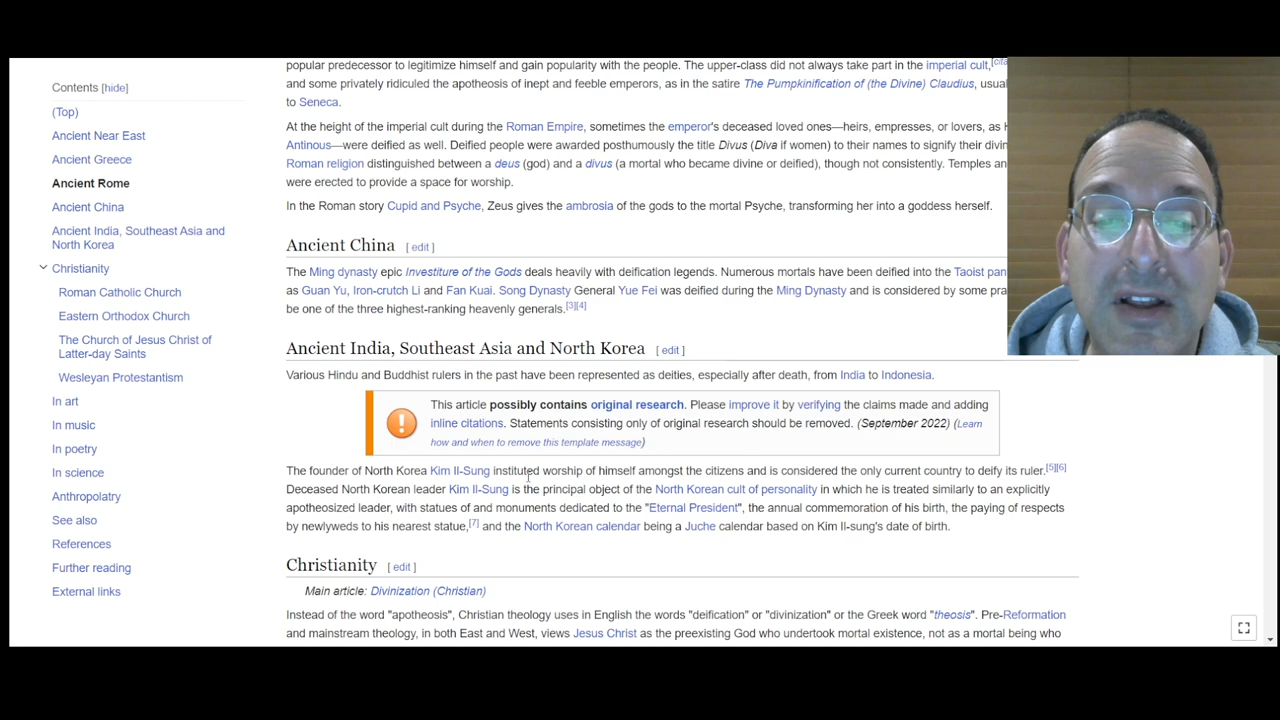 Contents [hide]
(Top)
Ancient Near East
Ancient Greece
Ancient Rome
Ancient China
Ancient India, Southeast Asia and
North Korea
Christianity
Roman Catholic Church
Eastern Orthodox Church
The Church of Jesus Christ of
Latter-day Saints
Wesleyan Protestantism
In art
In music
In poetry
In science
Anthropolatry
See also
References
Further reading
External links
popular predecessor to legitimize himself and gain popularity with the people. The upper-class did not always take part in the imperial cult,
and some privately ridiculed the apotheosis of inept and feeble emperors, as in the satire The Pumpkinification of (the Divine) Claudius,
to Seneca.
At the height of the imperial cult during the Roman Empire, sometimes the emperor's deceased loved ones—heirs, empresses, or lovers, as
Antinous—were deified as well. Deified people were awarded posthumously the title Divus (Diva if women) to their names to signify their
Roman religion distinguished between a deus (god) and a divus (a mortal who became divine or deified), though not consistently. Temples
were erected to provide a space for worship.
In the Roman story Cupid and Psyche, Zeus gives the ambrosia of the gods to the mortal Psyche, transforming her into a goddess herself.
Ancient China [ edit ]
The Ming dynasty epic Investiture of the Gods deals heavily with deification legends. Numerous mortals have been deified into the Taoist
as Guan Yu, Iron-crutch Li and Fan Kuai. Song Dynasty General Yue Fei was deified during the Ming Dynasty and is considered by some
be one of the three highest-ranking heavenly generals.[3][4]
Ancient India, Southeast Asia and North Korea [ edit ]
Various Hindu and Buddhist rulers in the past have been represented as deities, especially after death, from India to Indonesia.
This article possibly contains original research. Please improve it by verifying the claims made and adding
inline citations. Statements consisting only of original research should be removed. (September 2022) (Learn
how and when to remove this template message)
The founder of North Korea Kim Il-Sung instituted worship of himself amongst the citizens and is considered the only current country to deify its ruler.[5][6]
Deceased North Korean leader Kim Il-Sung is the principal object of the North Korean cult of personality in which he is treated similarly to an explicitly
apotheosized leader, with statues of and monuments dedicated to the "Eternal President", the annual commemoration of his birth, the paying of respects
by newlyweds to his nearest statue,[7] and the North Korean calendar being a Juche calendar based on Kim Il-sung's date of birth.
Christianity [ edit ]
Main article: Divinization (Christian)
Instead of the word "apotheosis", Christian theology uses in English the words "deification" or "divinization" or the Greek word "theosis". Pre-Reformation
and mainstream theology, in both East and West, views Jesus Christ as the preexisting God who undertook mortal existence, not as a mortal being who